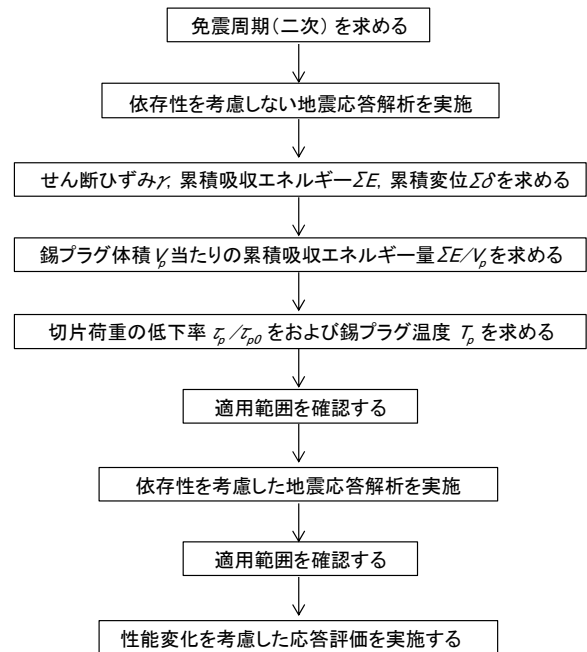 免震周期(二次)を求める
依存性を考慮しない地震応答解析を実施
せん断ひずみγ, 累積吸収エネルギーΣE, 累積変位Σδを求める
錫プラグ体積Vp当たりの累積吸収エネルギー量ΣE/Vpを求める
切片荷重の低下率 τp/τp0 をおよび錫プラグ温度 Tp を求める
適用範囲を確認する
依存性を考慮した地震応答解析を実施
適用範囲を確認する
性能変化を考慮した応答評価を実施する